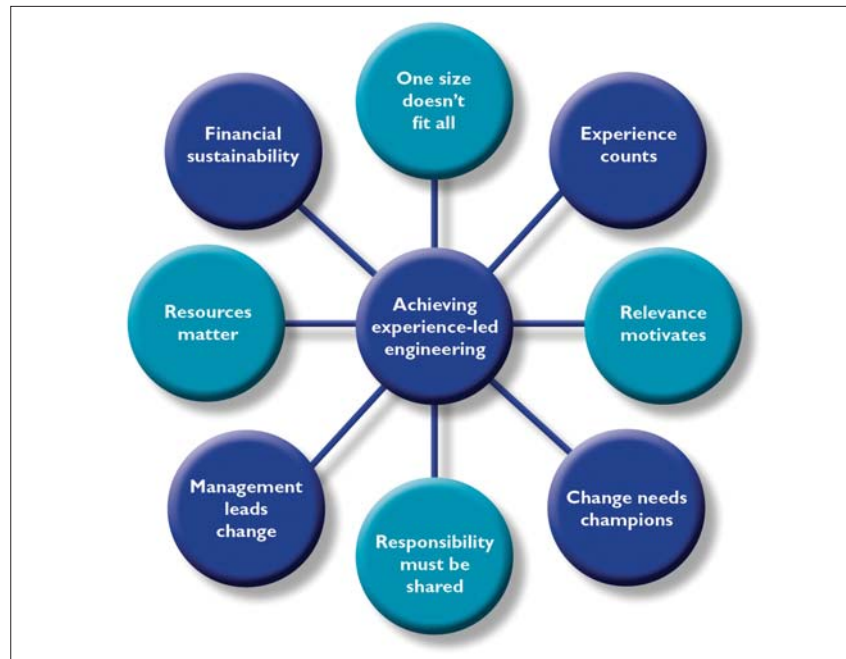 One size
doesn't
fit all
Experience
counts
Relevance
motivates
Change needs
champions
Responsibility
must be
shared
Management
leads
change
Resources
matter
Financial
sustainability
Achieving
experience-led
engineering